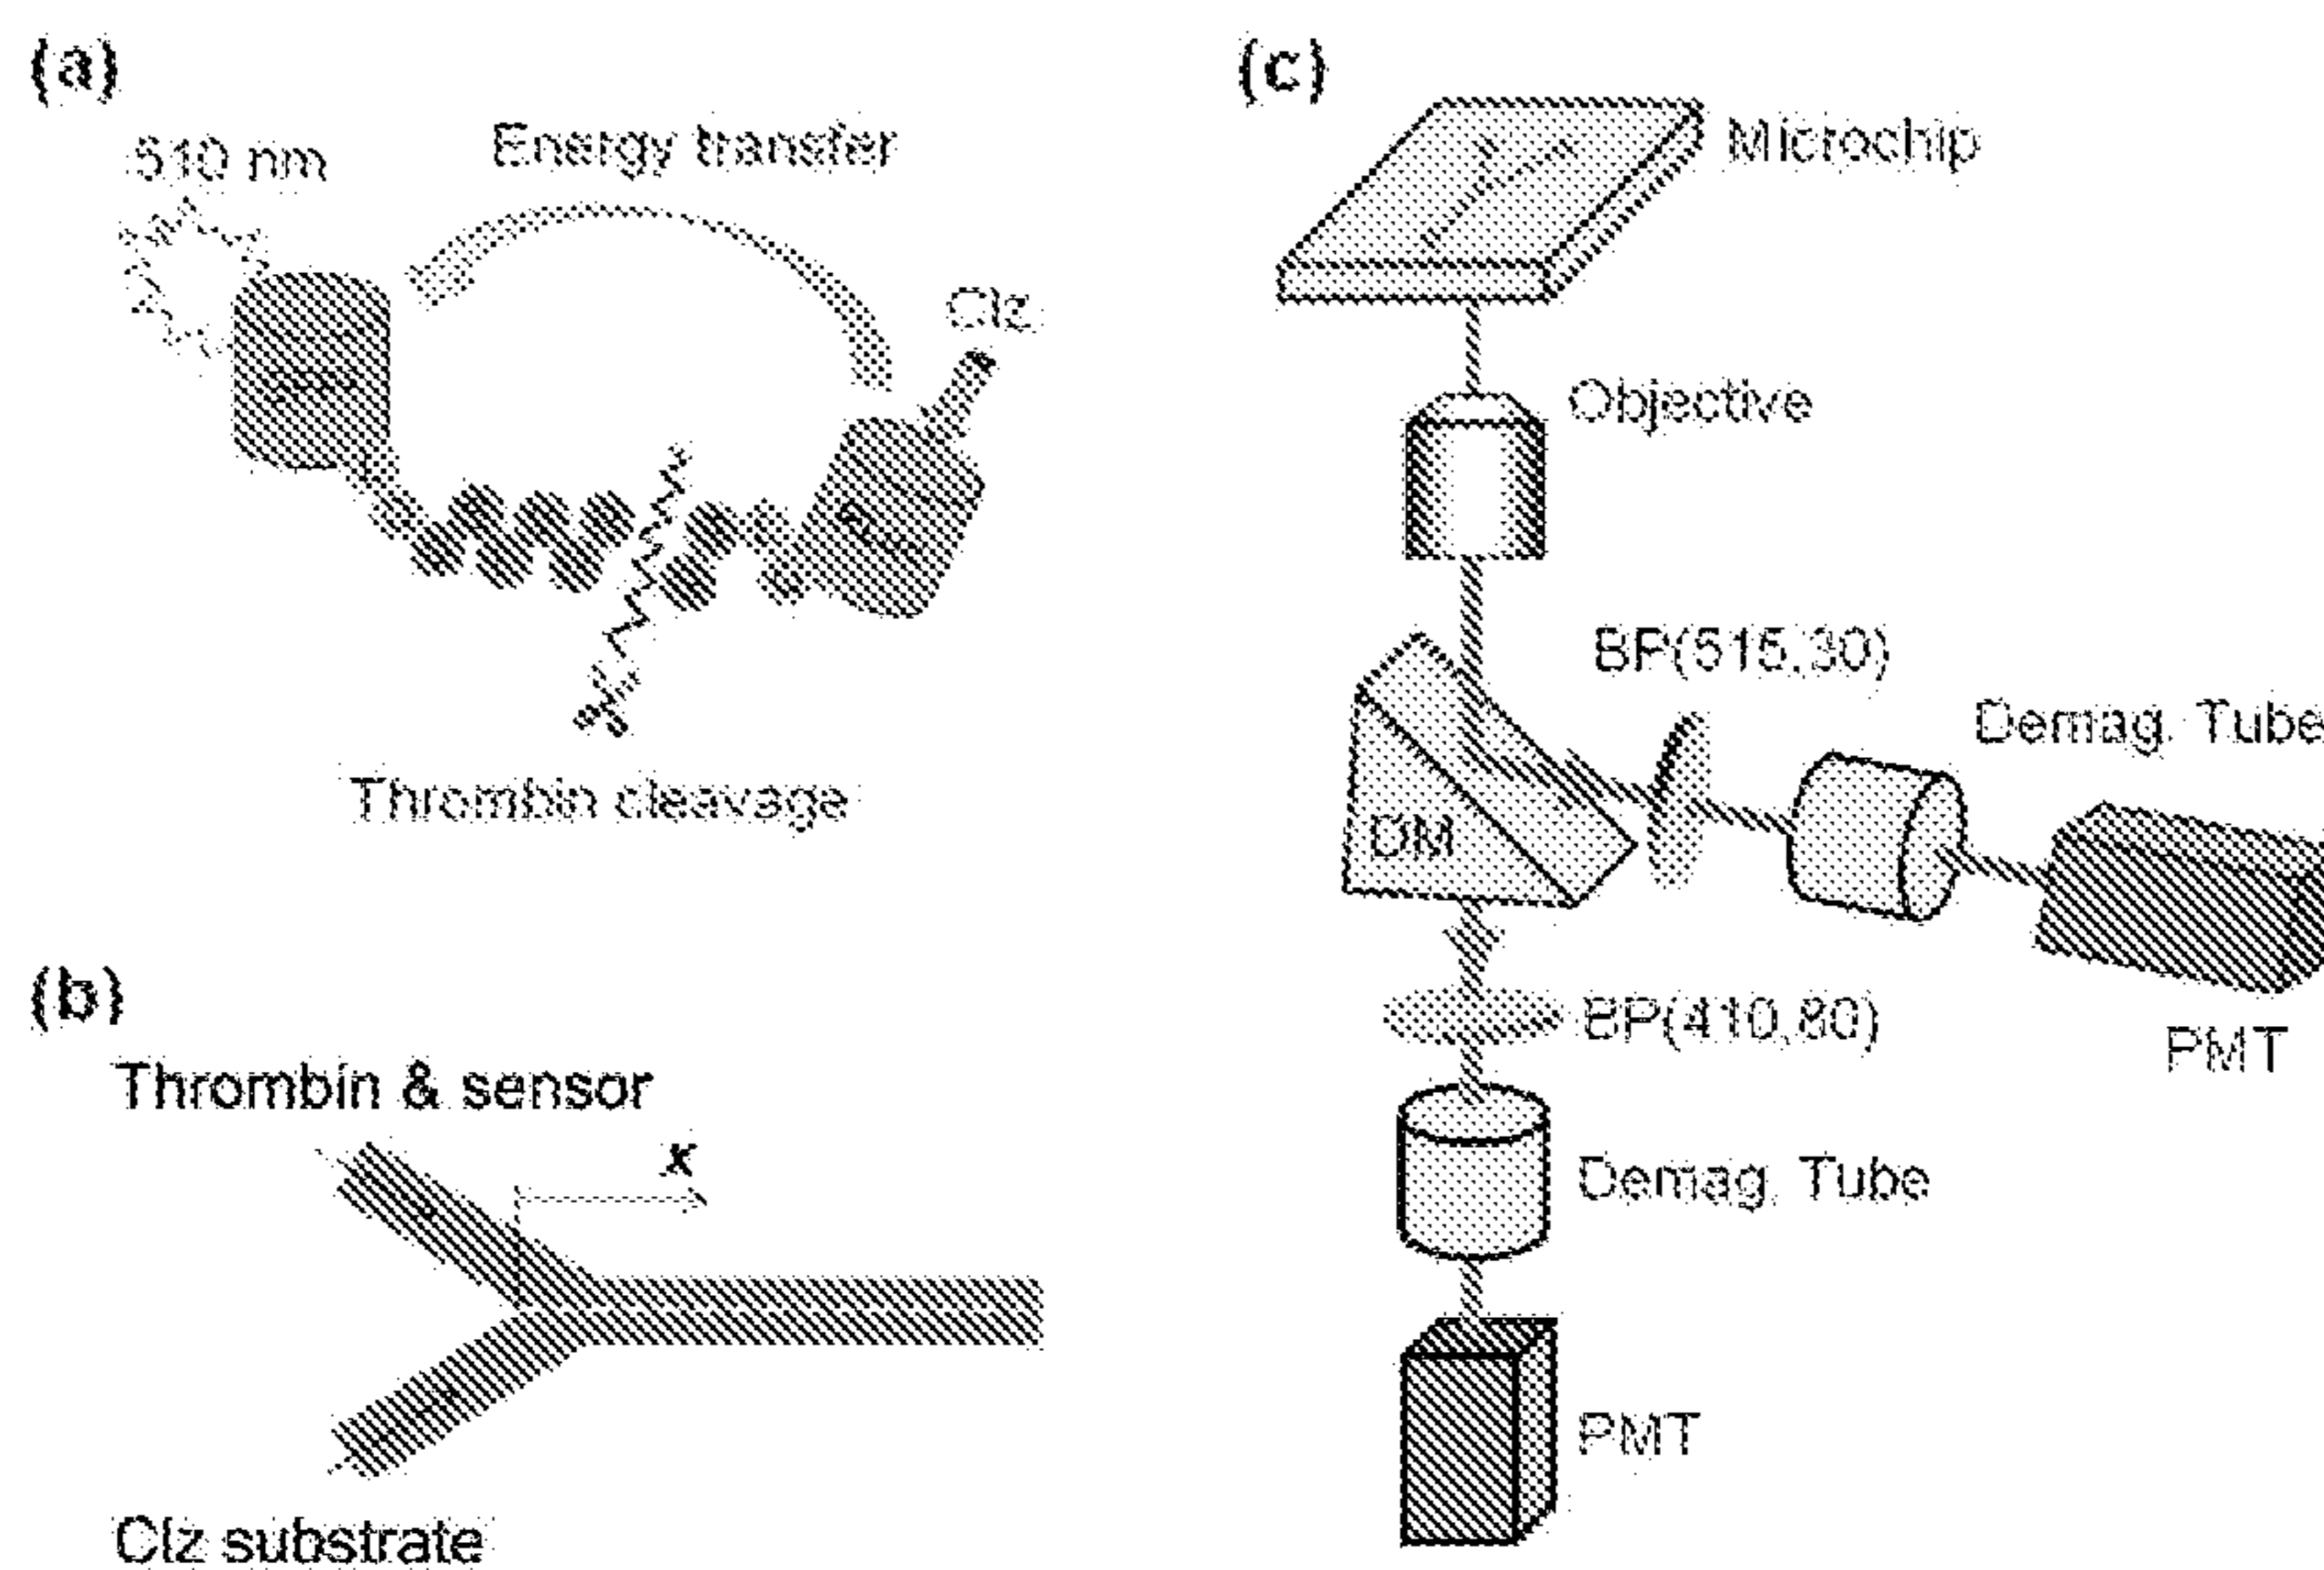 (a)
510 nm
Energy transfer
Clz
Thrombin cleavage
(b)
Thrombin & sensor
x
Clz substrate
(c)
Microchip
Objective
BP(515,30)
Demag. Tube
DM
PMT
BP(410,80)
Demag. Tube
PMT